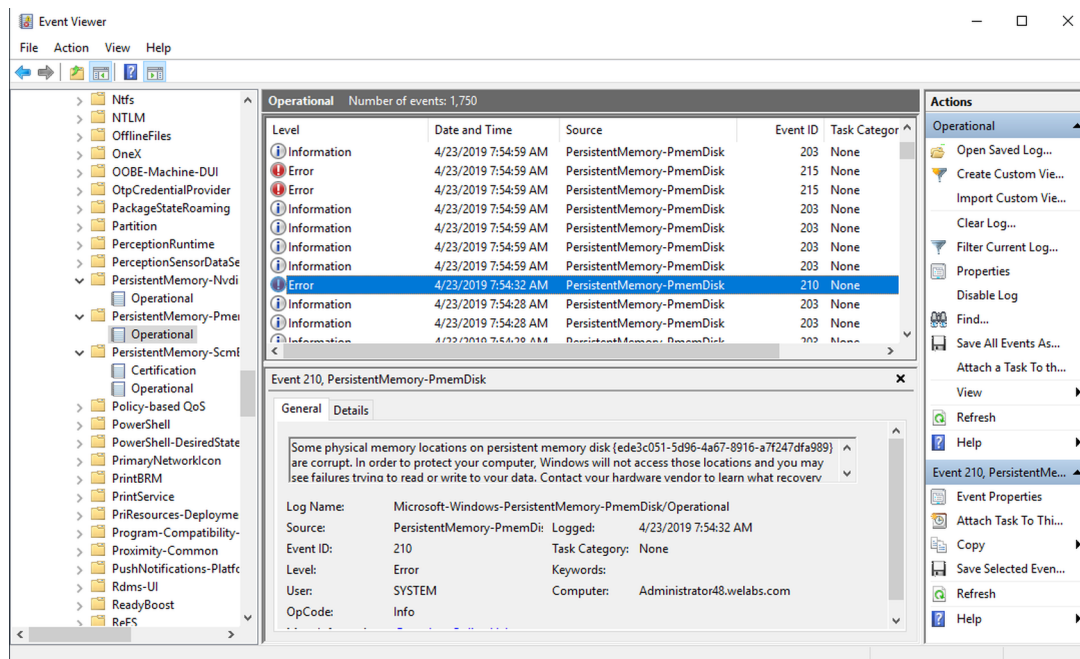 Event Viewer
File Action View Help
Ntfs
NTLM
OfflineFiles
OneX
OOBE-Machine-DUI
OtpCredentialProvider
PackageStateRoaming
Partition
PerceptionRuntime
PerceptionSensorDataSe
PersistentMemory-Nvdi
Operational
PersistentMemory-Pme
Operational
PersistentMemory-Scm
Certification
Operational
Policy-based QoS
PowerShell
PowerShell-DesiredState
PrimaryNetworkIcon
PrintBRM
PrintService
PriResources-Deployme
Program-Compatibility-
Proximity-Common
PushNotifications-Platfo
Rdms-UI
ReadyBoost
ReFS
Operational Number of events: 1,750
Level Date and Time Source Event ID Task Categor
Information 4/23/2019 7:54:59 AM PersistentMemory-PmemDisk 203 None
Error 4/23/2019 7:54:59 AM PersistentMemory-PmemDisk 215 None
Error 4/23/2019 7:54:59 AM PersistentMemory-PmemDisk 215 None
Information 4/23/2019 7:54:59 AM PersistentMemory-PmemDisk 203 None
Information 4/23/2019 7:54:59 AM PersistentMemory-PmemDisk 203 None
Information 4/23/2019 7:54:59 AM PersistentMemory-PmemDisk 203 None
Information 4/23/2019 7:54:59 AM PersistentMemory-PmemDisk 203 None
Error 4/23/2019 7:54:32 AM PersistentMemory-PmemDisk 210 None
Information 4/23/2019 7:54:28 AM PersistentMemory-PmemDisk 203 None
Information 4/23/2019 7:54:28 AM PersistentMemory-PmemDisk 203 None
Information 4/23/2019 7:54:28 AM PersistentMemory-PmemDisk 203 None
Event 210, PersistentMemory-PmemDisk
General Details
Some physical memory locations on persistent memory disk {ede3c051-5d96-4a67-8916-a7f247dfa989}
are corrupt. In order to protect your computer, Windows will not access those locations and you may
see failures trying to read or write to your data. Contact your hardware vendor to learn what recovery
Log Name: Microsoft-Windows-PersistentMemory-PmemDisk/Operational
Source: PersistentMemory-PmemDi: Logged: 4/23/2019 7:54:32 AM
Event ID: 210 Task Category: None
Level: Error Keywords:
User: SYSTEM Computer: Administrator48.welabs.com
OpCode: Info
Actions
Operational
Open Saved Log...
Create Custom Vie...
Import Custom Vie...
Clear Log...
Filter Current Log...
Properties
Disable Log
Find...
Save All Events As...
Attach a Task To th...
View
Refresh
Help
Event 210, PersistentMe...
Event Properties
Attach Task To Thi...
Copy
Save Selected Even...
Refresh
Help